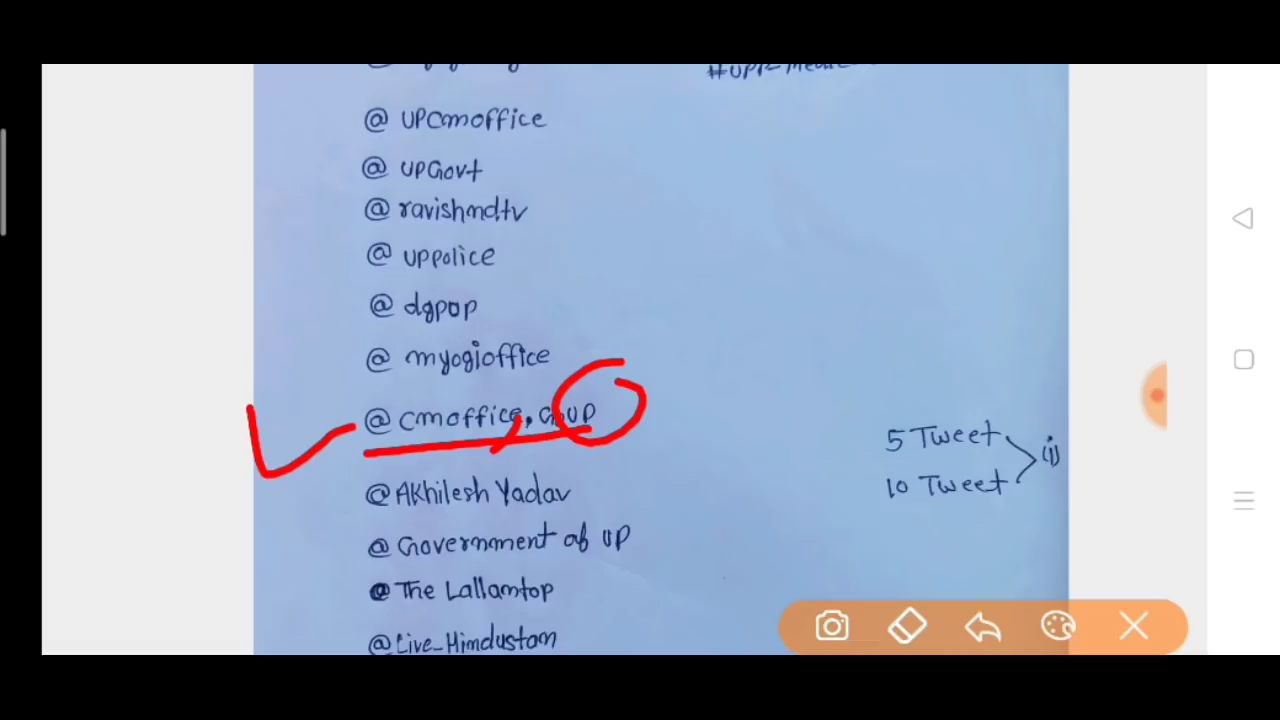 @ UPCmoffice
@ UPGovt
@ ravishndtv
@ uppolice
@ dgpup
@ myogioffice
@ cmoffice, GoUP
@ Akhilesh Yadav
5 Tweet
10 Tweet
(i)
@ Government of UP
@ The Lallantop
@ Live_Hindustan